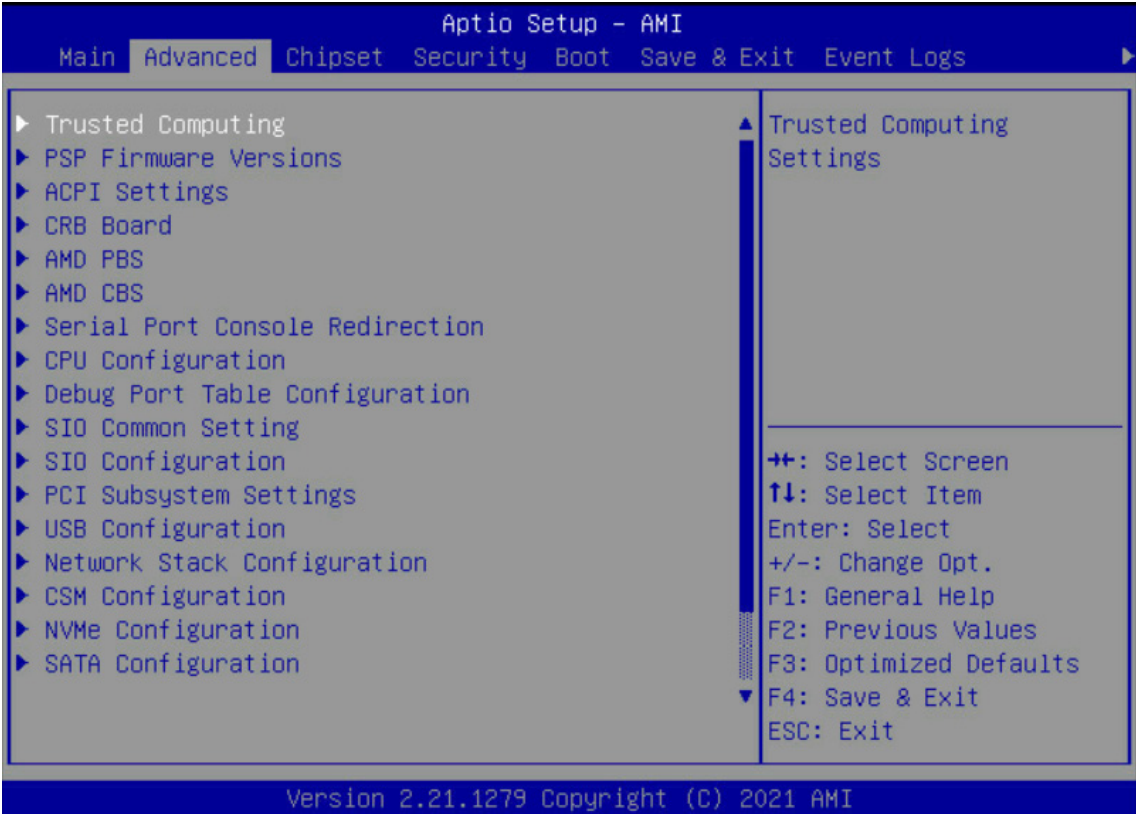 Aptio Setup – AMI
Main Advanced Chipset Security Boot Save & Exit Event Logs
Trusted Computing
PSP Firmware Versions
ACPI Settings
CRB Board
AMD PBS
AMD CBS
Serial Port Console Redirection
CPU Configuration
Debug Port Table Configuration
SIO Common Setting
SIO Configuration
PCI Subsystem Settings
USB Configuration
Network Stack Configuration
CSM Configuration
NVMe Configuration
SATA Configuration
Trusted Computing
Settings
→←: Select Screen
↑↓: Select Item
Enter: Select
+/-: Change Opt.
F1: General Help
F2: Previous Values
F3: Optimized Defaults
F4: Save & Exit
ESC: Exit
Version 2.21.1279 Copyright (C) 2021 AMI